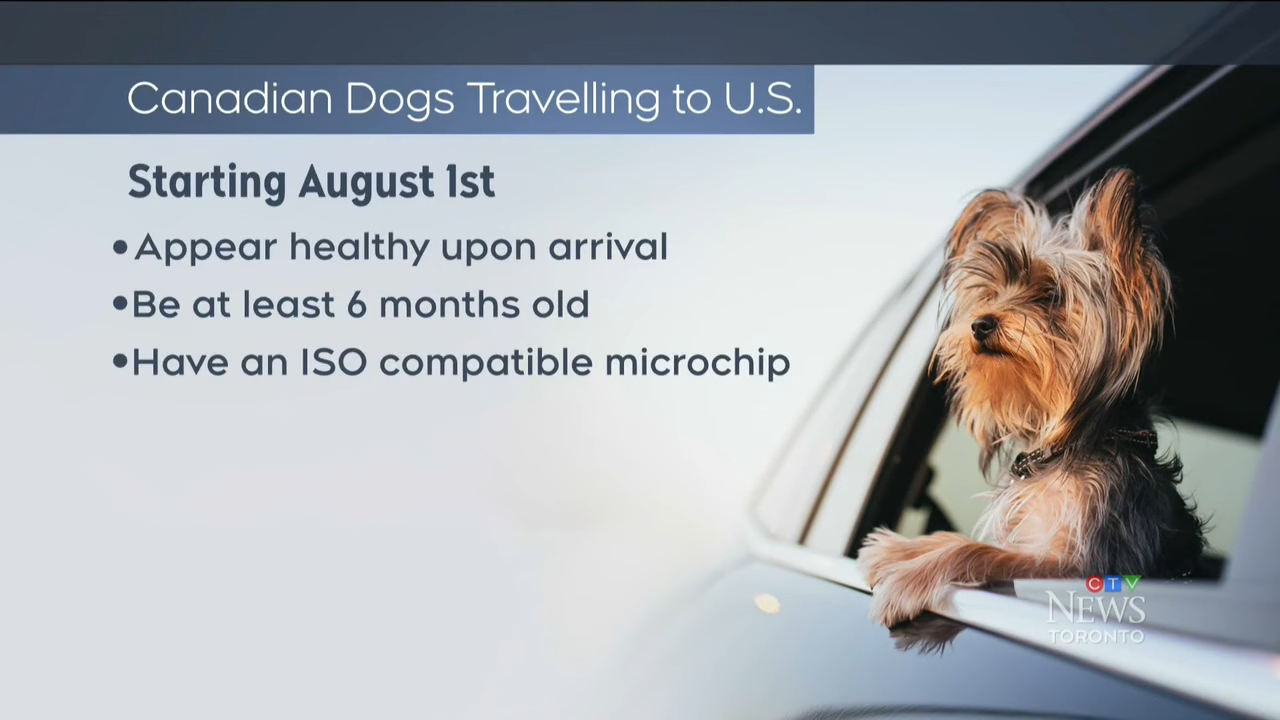 Canadian Dogs Travelling to U.S.
Starting August 1st
• Appear healthy upon arrival
• Be at least 6 months old
• Have an ISO compatible microchip
CTV
NEWS
TORONTO